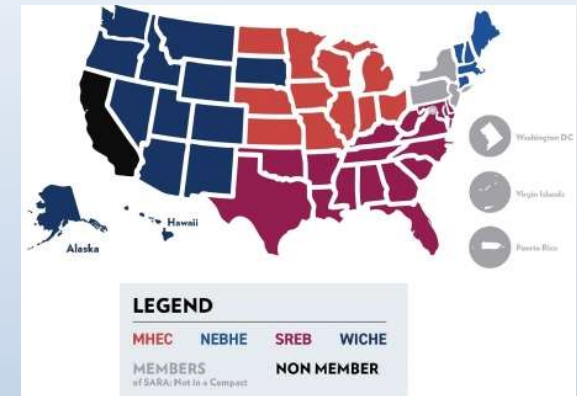 Washington DC
Virgin Islands
Puerto Rico
Hawaii
Alaska
LEGEND
MHEC NEBHE SREB WICHE
MEMBERS NON MEMBER
of SARA: Not in a Compact